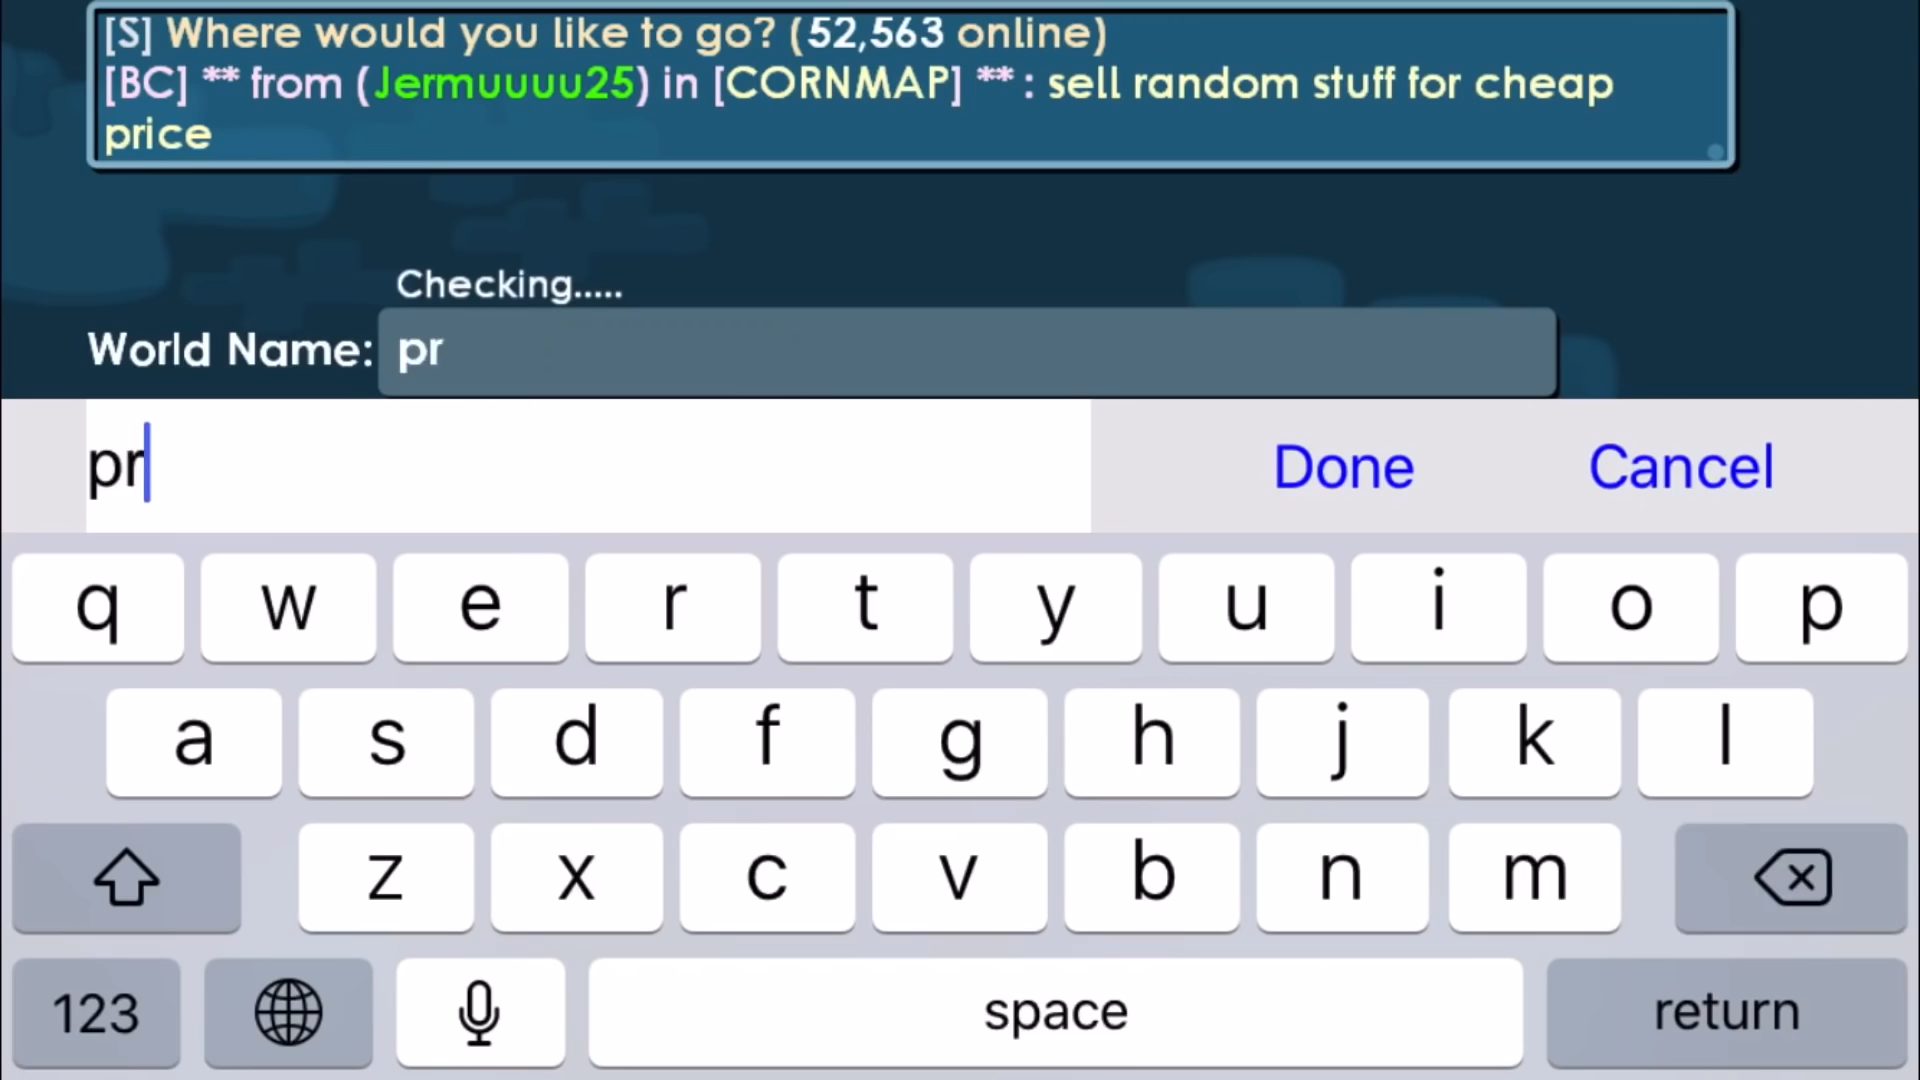 [S] Where would you like to go? (52,563 online)
[BC] ** from (Jermuuuu25) in [CORNMAP] ** : sell random stuff for cheap
price
Checking.....
World Name: pr
pr Done Cancel
q w e r t y u i o p
a s d f g h j k l
z x c v b n m
123 space return